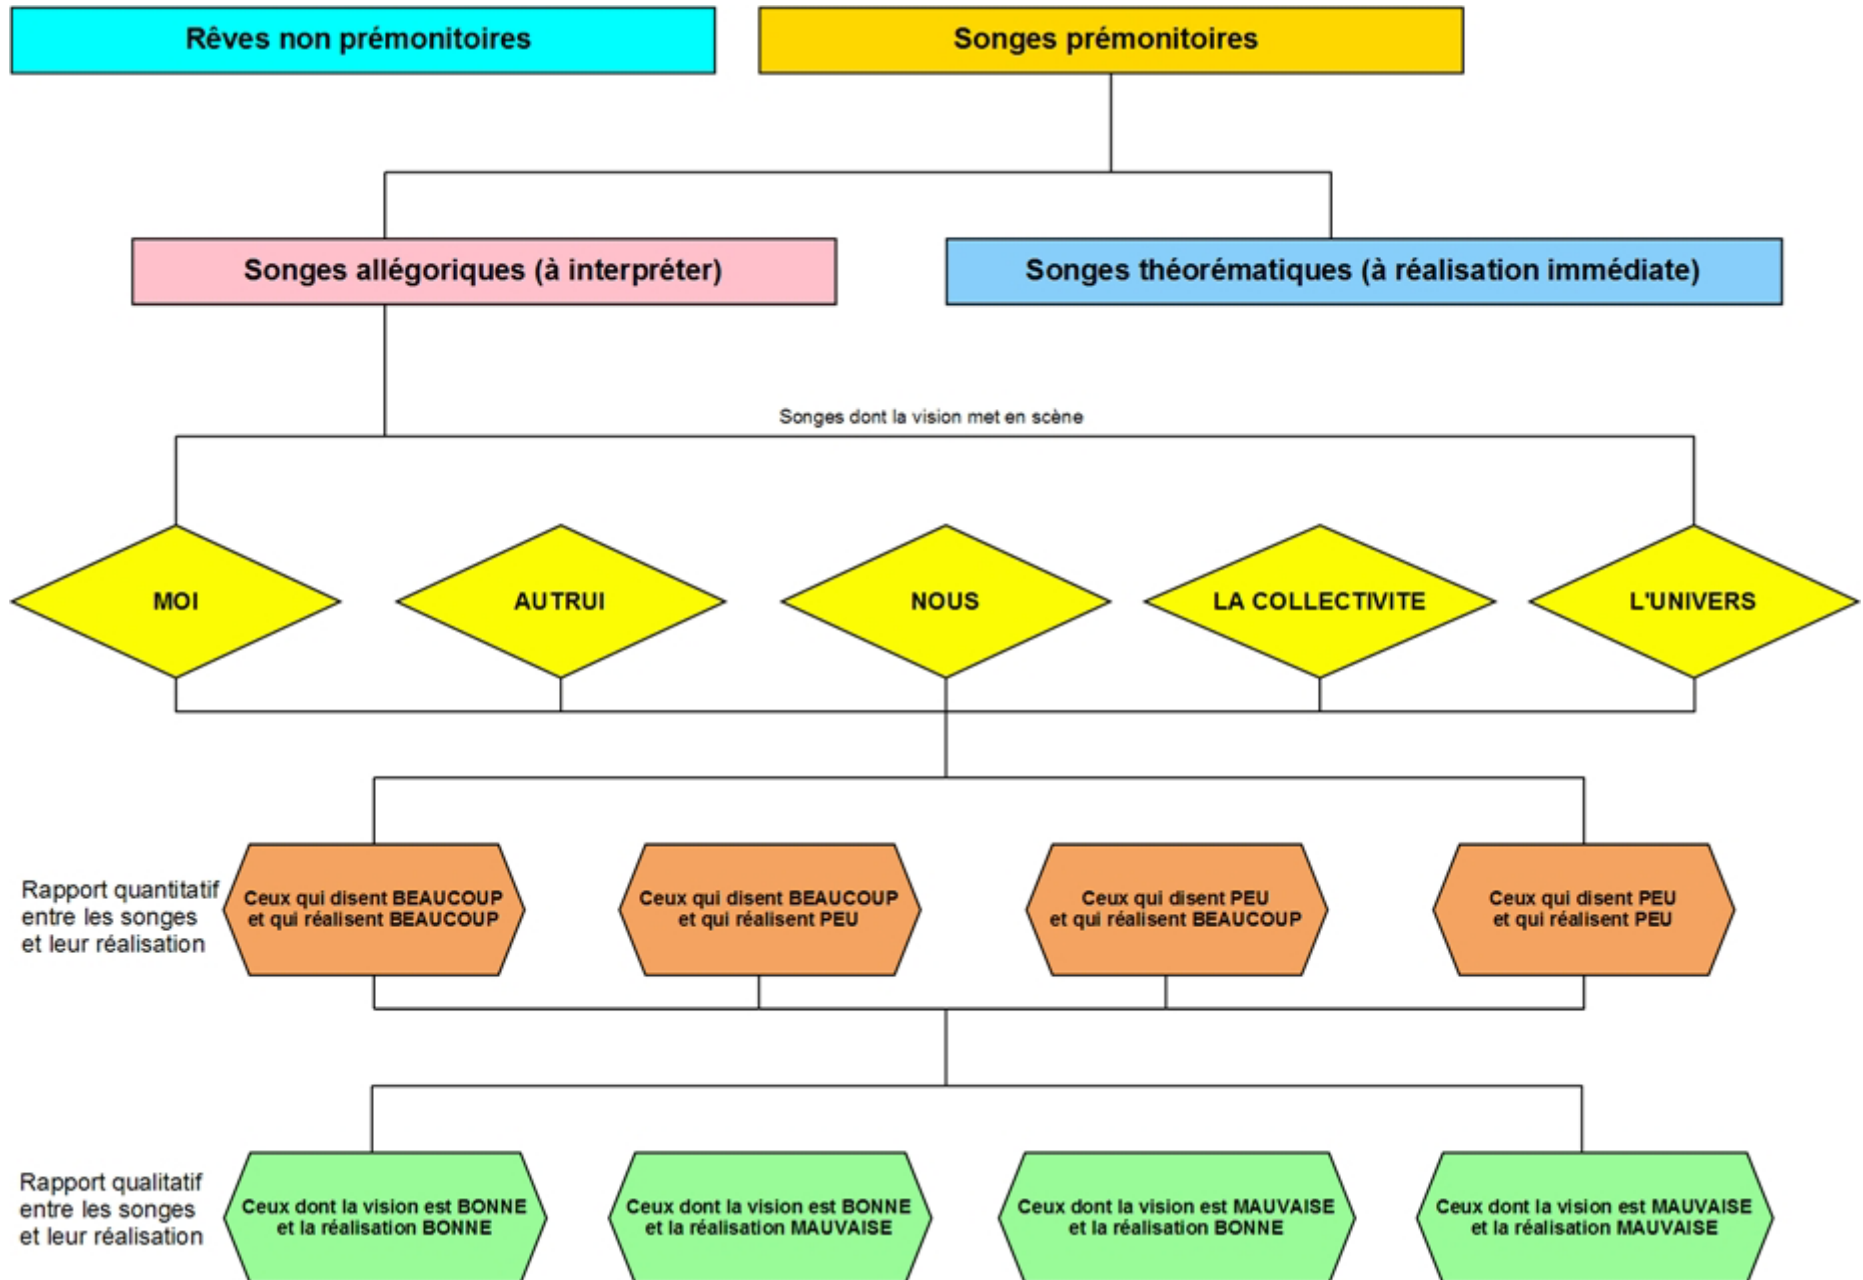 Rêves non prémonitoires
Songes prémonitoires
Songes allégoriques (à interpréter)
Songes théorématiques (à réalisation immédiate)
Songes dont la vision met en scène
MOI
AUTRUI
NOUS
LA COLLECTIVITE
L'UNIVERS
Rapport quantitatif
entre les songes
et leur réalisation
Ceux qui disent BEAUCOUP
et qui réalisent BEAUCOUP
Ceux qui disent BEAUCOUP
et qui réalisent PEU
Ceux qui disent PEU
et qui réalisent BEAUCOUP
Ceux qui disent PEU
et qui réalisent PEU
Rapport qualitatif
entre les songes
et leur réalisation
Ceux dont la vision est BONNE
et la réalisation BONNE
Ceux dont la vision est BONNE
et la réalisation MAUVAISE
Ceux dont la vision est MAUVAISE
et la réalisation BONNE
Ceux dont la vision est MAUVAISE
et la réalisation MAUVAISE